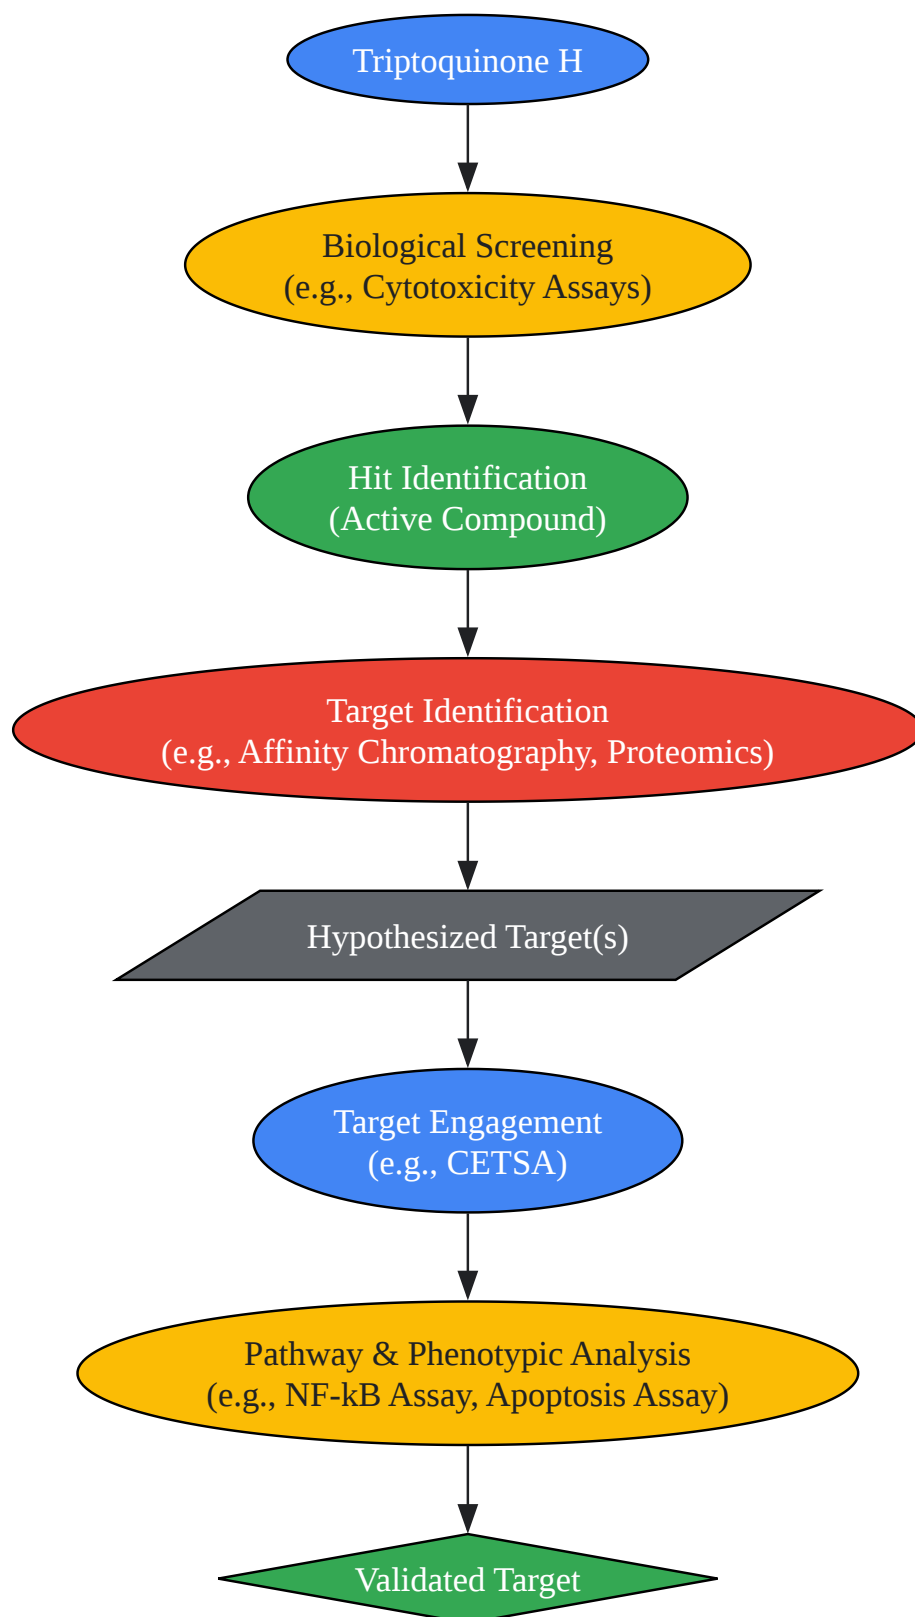 Triptoquinone H
Biological Screening
(e.g., Cytotoxicity Assays)
Hit Identification
(Active Compound)
Target Identification
(e.g., Affinity Chromatography, Proteomics)
Hypothesized Target(s)
Target Engagement
(e.g., CETSA)
Pathway & Phenotypic Analysis
(e.g., NF-kB Assay, Apoptosis Assay)
Validated Target